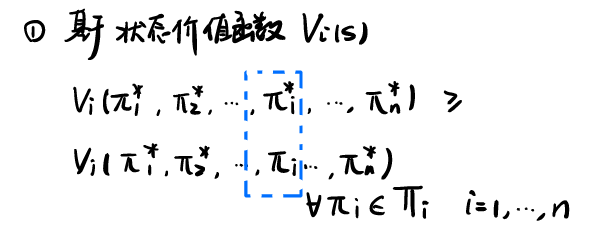 ① 基于状态价值函数 Vi(s)
Vi(π₁*, π₂*, ..., πᵢ*, ..., πₙ*) ≥
Vi(π₁*, π₂*, ..., πᵢ..., πₙ*)
∀πᵢ∈Πᵢ i=1,...,n